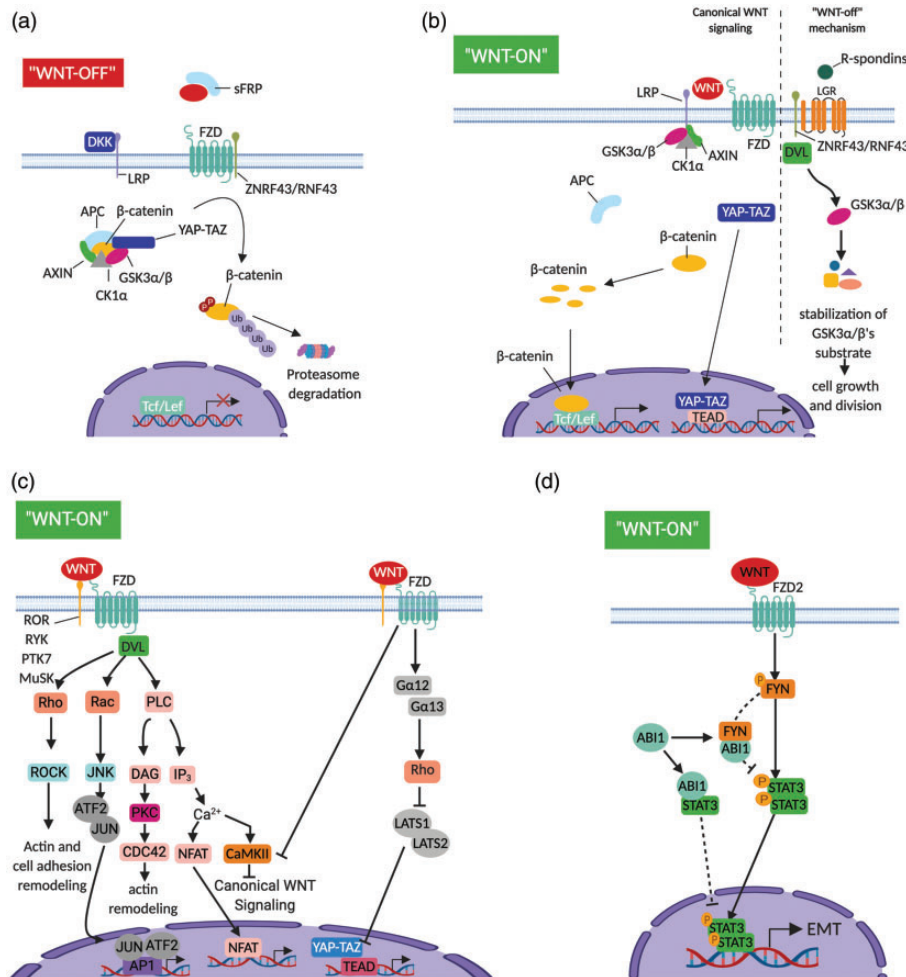 (a)
"WNT-OFF"
sFRP
DKK
FZD
LRP
ZNRF43/RNF43
APC
β-catenin
YAP-TAZ
AXIN
GSK3α/β
CK1α
β-catenin
P P
Ub
Ub
Ub
Ub
Proteasome
degradation
Tcf/Lef
(b)
Canonical WNT
signaling
"WNT-off"
mechanism
"WNT-ON"
R-spondins
LRP
WNT
LGR
GSK3α/β
AXIN
CK1α
FZD
ZNRF43/RNF43
DVL
APC
YAP-TAZ
GSK3α/β
β-catenin
β-catenin
stabilization of
GSK3α/β's
substrate
cell growth
and division
β-catenin
Tcf/Lef
YAP-TAZ
TEAD
(c)
"WNT-ON"
WNT
FZD
ROR
RYK
PTK7
MuSK
DVL
Rho
Rac
PLC
ROCK
JNK
DAG
IP3
ATF2
JUN
PKC
Ca2+
CDC42
NFAT
CaMKII
Actin and
cell adhesion
remodeling
actin
remodeling
Canonical WNT
Signaling
WNT
FZD
Gα12
Gα13
Rho
LATS1
LATS2
JUN ATF2
AP1
NFAT
YAP-TAZ
TEAD
(d)
"WNT-ON"
WNT
FZD2
P
FYN
ABI1
FYN
ABI1
ABI1
STAT3
P
STAT3
P
STAT3
P
STAT3
P
STAT3
EMT